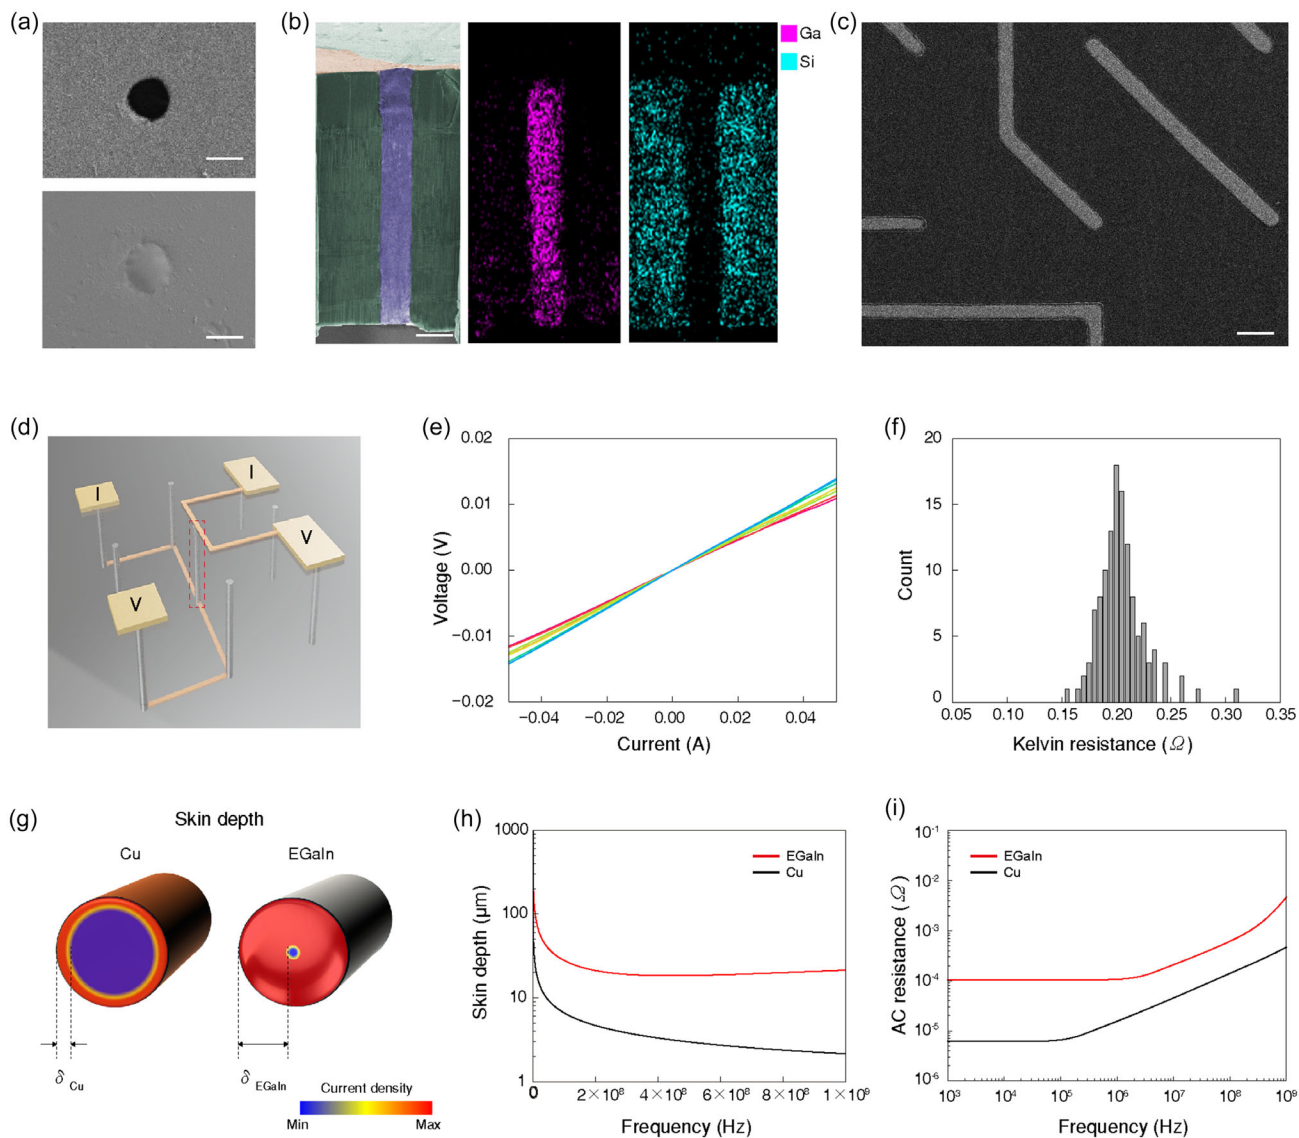 (a)
(b)
Ga
Si
(c)
(d)
I
I
V
V
(e)
0.02
0.01
0.00
−0.01
−0.02
Voltage (V)
−0.04 −0.02 0.00 0.02 0.04
Current (A)
(f)
20
15
10
5
0
Count
0.05 0.10 0.15 0.20 0.25 0.30 0.35
Kelvin resistance (Ω)
(g)
Skin depth
Cu
EGaIn
δ Cu
δ EGaIn
Current density
Min
Max
(h)
1000
100
10
1
Skin depth (μm)
EGaIn
Cu
0 2×10⁸ 4×10⁸ 6×10⁸ 8×10⁸ 1×10⁹
Frequency (Hz)
(i)
10⁻¹
10⁻²
10⁻³
10⁻⁴
10⁻⁵
10⁻⁶
AC resistance (Ω)
EGaIn
Cu
10³ 10⁴ 10⁵ 10⁶ 10⁷ 10⁸ 10⁹
Frequency (Hz)